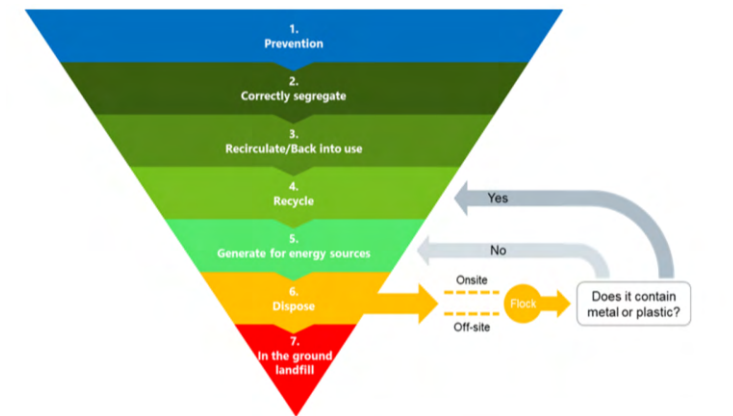 1.
Prevention
2.
Correctly segregate
3.
Recirculate/Back into use
4.
Recycle
Yes
5.
Generate for energy sources
No
6.
Dispose
Onsite
Off-site
Flock
Does it contain
metal or plastic?
7.
In the ground
landfill